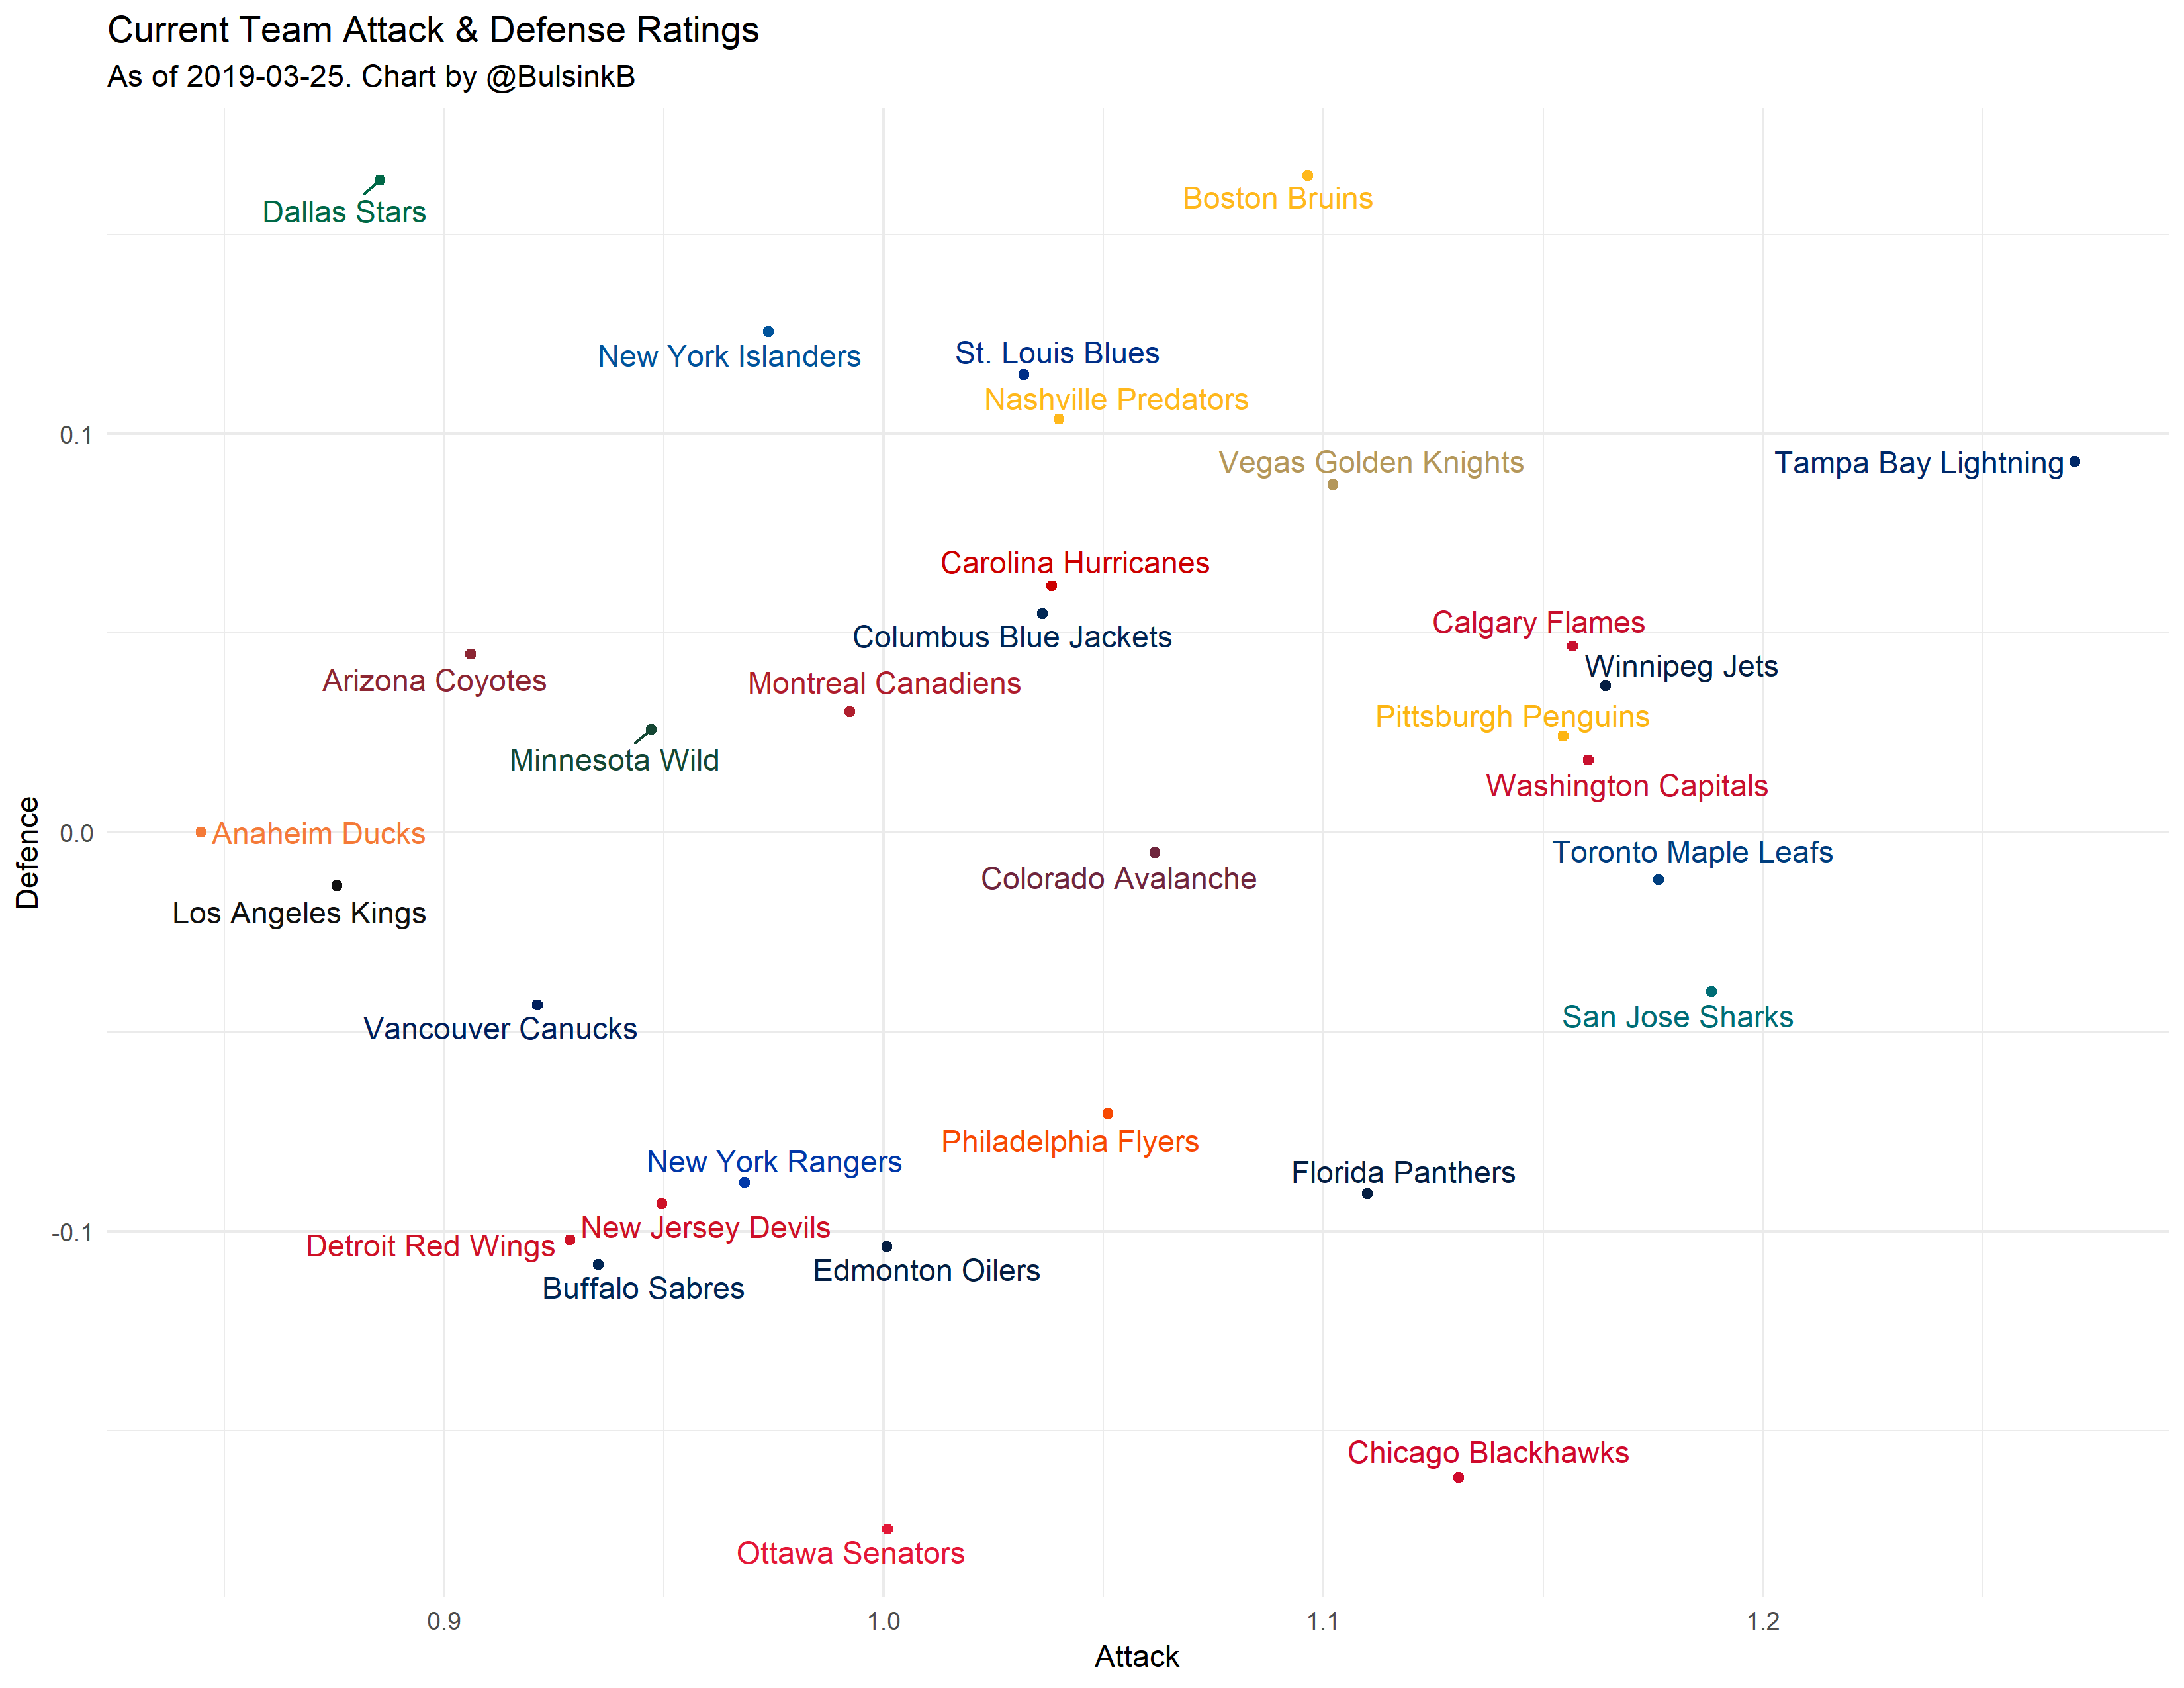 Current Team Attack & Defense Ratings
As of 2019-03-25. Chart by @BulsinkB
Dallas Stars
Boston Bruins
New York Islanders
St. Louis Blues
Nashville Predators
0.1
Vegas Golden Knights
Tampa Bay Lightning
Carolina Hurricanes
Calgary Flames
Columbus Blue Jackets
Winnipeg Jets
Arizona Coyotes
Montreal Canadiens
Pittsburgh Penguins
Minnesota Wild
Washington Capitals
Defence
0.0
Anaheim Ducks
Toronto Maple Leafs
Colorado Avalanche
Los Angeles Kings
San Jose Sharks
Vancouver Canucks
Philadelphia Flyers
New York Rangers
Florida Panthers
New Jersey Devils
-0.1
Detroit Red Wings
Edmonton Oilers
Buffalo Sabres
Chicago Blackhawks
Ottawa Senators
0.9
1.0
1.1
1.2
Attack